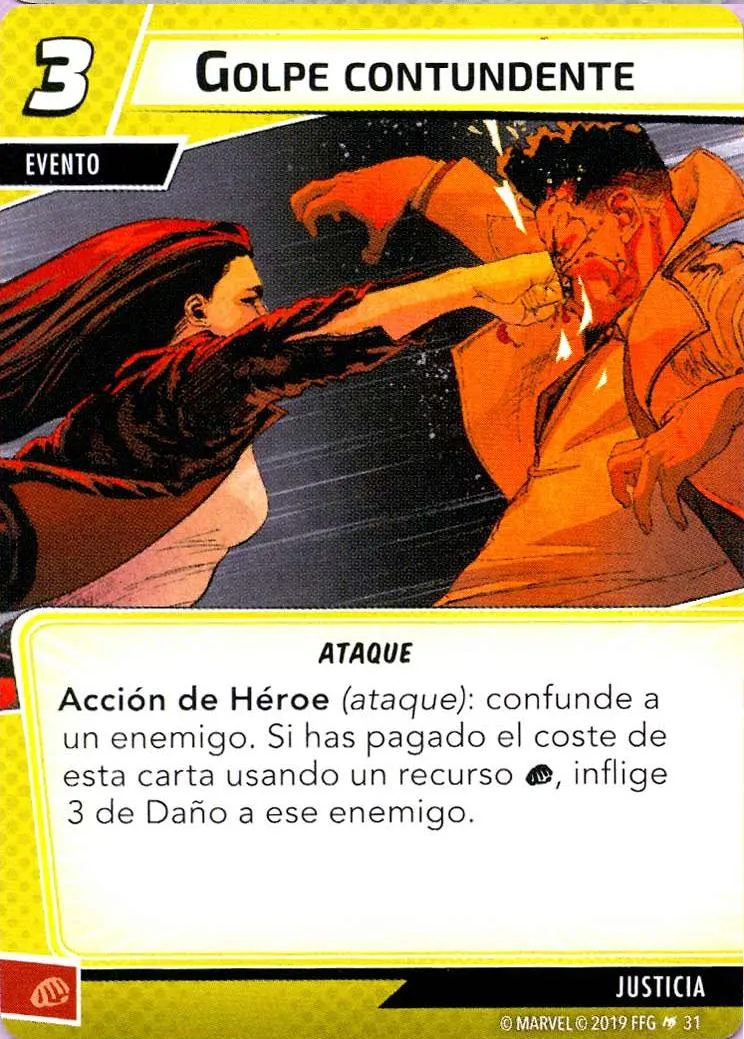 3
GOLPE CONTUNDENTE
EVENTO
ATAQUE
Acción de Héroe (ataque): confunde a
un enemigo. Si has pagado el coste de
esta carta usando un recurso , inflige
3 de Daño a ese enemigo.
JUSTICIA
© MARVEL © 2019 FFG 31